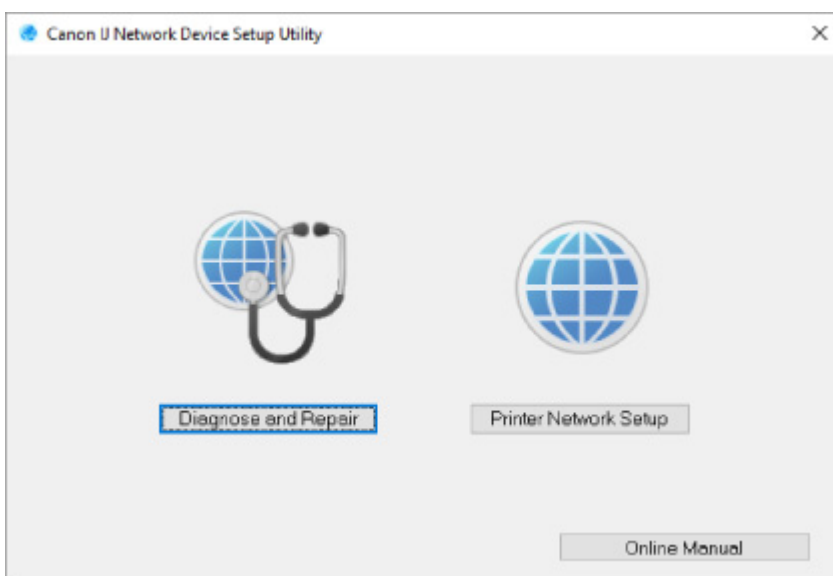 Canon IJ Network Device Setup Utility
Diagnose and Repair
Printer Network Setup
Online Manual